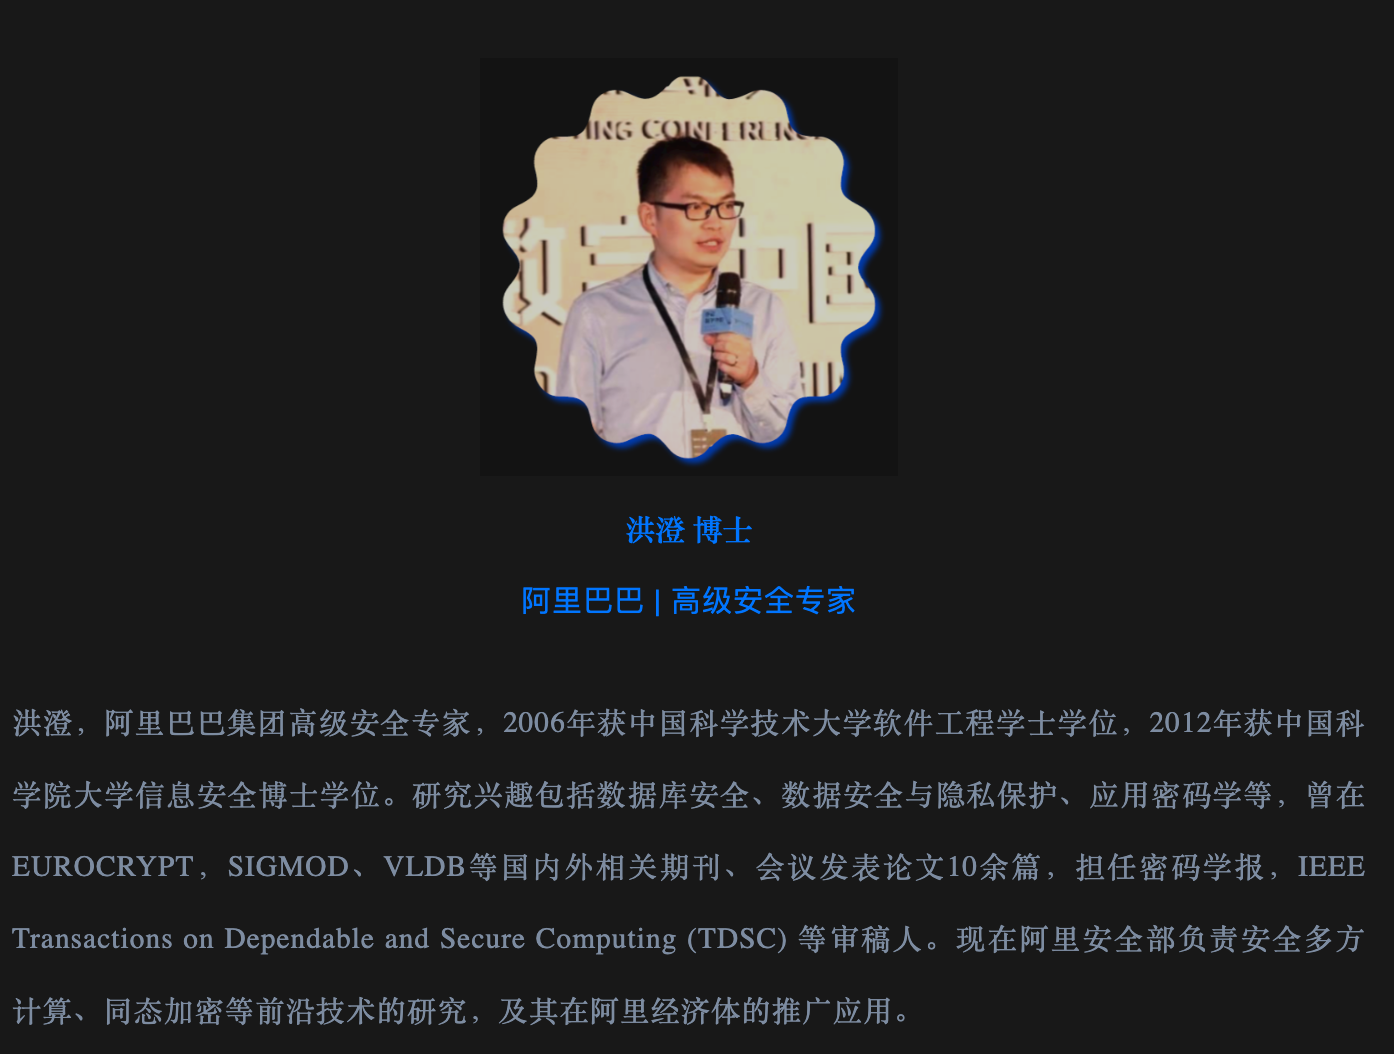 TING CONFERENC
数字中国
洪澄 博士
阿里巴巴 | 高级安全专家
洪澄，阿里巴巴集团高级安全专家，2006年获中国科学技术大学软件工程学士学位，2012年获中国科
学院大学信息安全博士学位。研究兴趣包括数据库安全、数据安全与隐私保护、应用密码学等，曾在
EUROCRYPT，SIGMOD、VLDB等国内外相关期刊、会议发表论文10余篇，担任密码学报，IEEE
Transactions on Dependable and Secure Computing (TDSC) 等审稿人。现在阿里安全部负责安全多方
计算、同态加密等前沿技术的研究，及其在阿里经济体的推广应用。